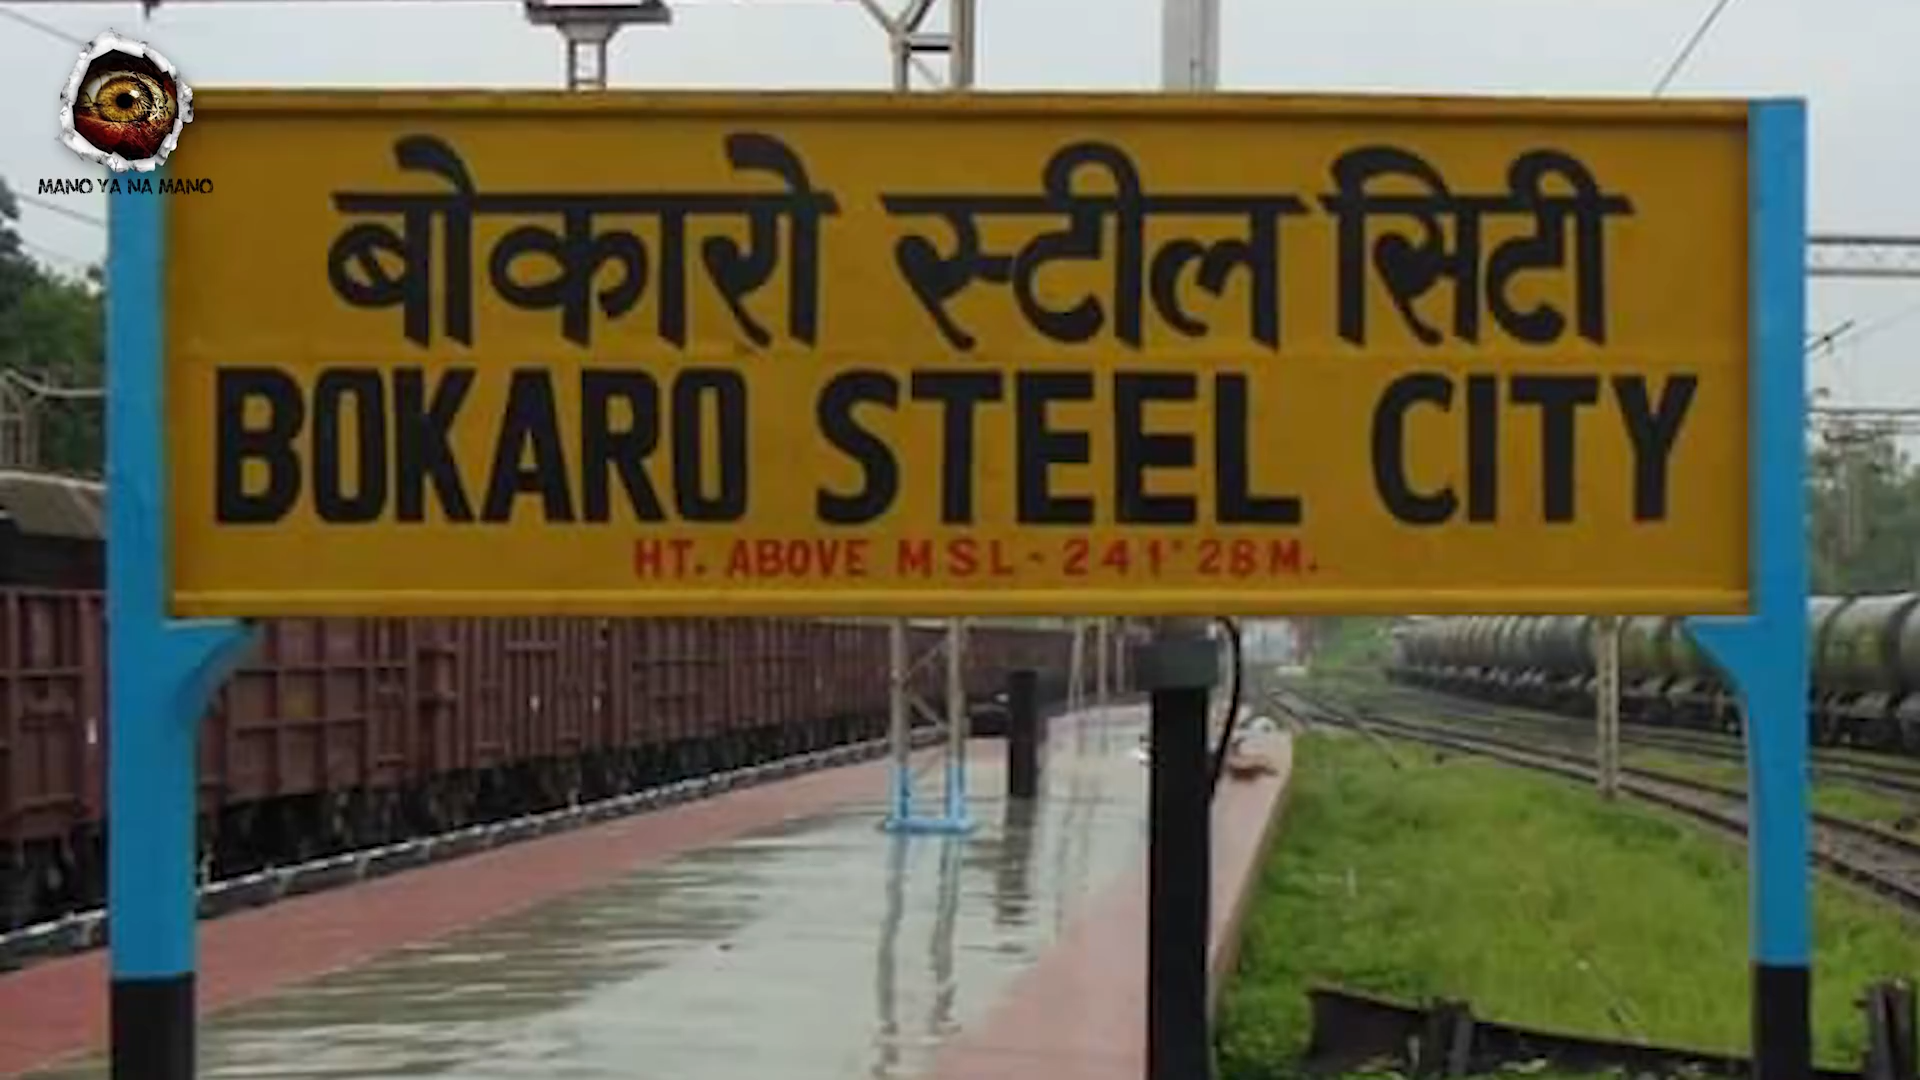 MANO YA NA MANO
बोकारो स्टील सिटी
BOKARO STEEL CITY
HT. ABOVE MSL-241·28M.